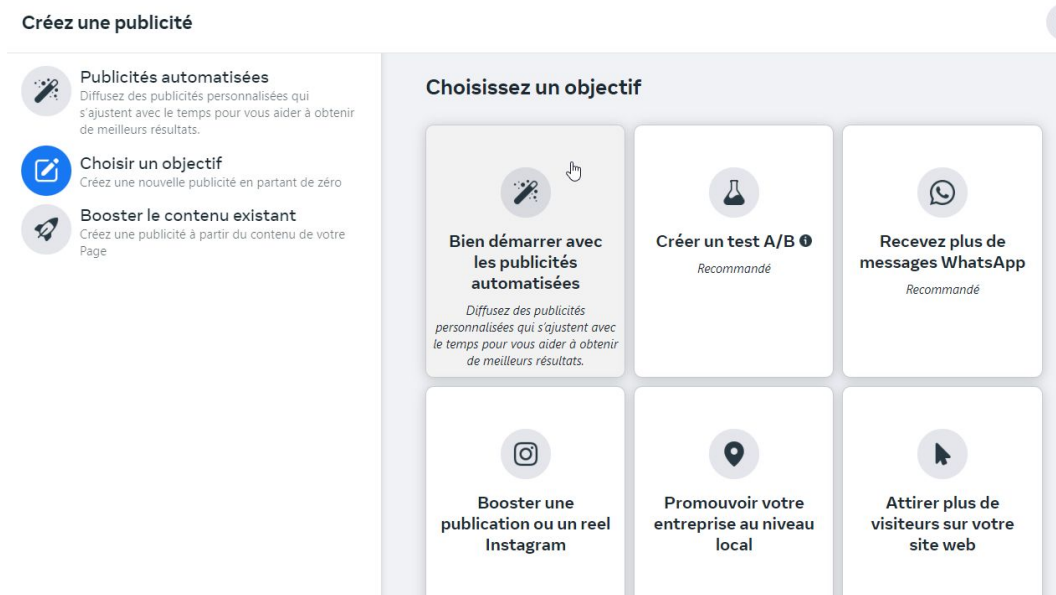 Créez une publicité
Publicités automatisées
Diffusez des publicités personnalisées qui
s'ajustent avec le temps pour vous aider à obtenir
de meilleurs résultats.
Choisir un objectif
Créez une nouvelle publicité en partant de zéro
Booster le contenu existant
Créez une publicité à partir du contenu de votre
Page
Choisissez un objectif
Bien démarrer avec
les publicités
automatisées
Diffusez des publicités
personnalisées qui s'ajustent avec
le temps pour vous aider à obtenir
de meilleurs résultats.
Créer un test A/B
Recommandé
Recevez plus de
messages WhatsApp
Recommandé
Booster une
publication ou un reel
Instagram
Promouvoir votre
entreprise au niveau
local
Attirer plus de
visiteurs sur votre
site web